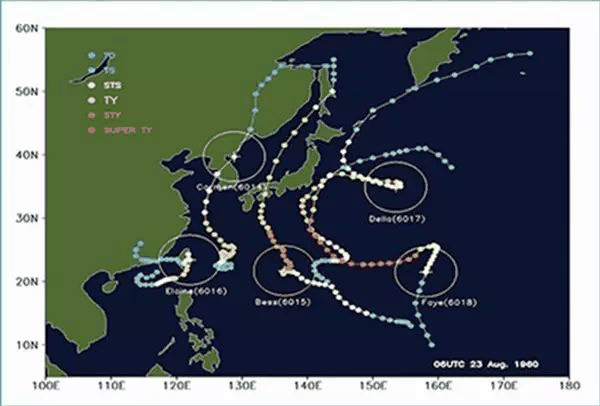 60N
50N
40N
30N
20N
10N
TD
TS
STS
TY
STY
SUPER TY
Carmen(6014)
Della(6017)
Elaine(6016)
Bess(6015)
Faye(6018)
06UTC 23 Aug. 1960
100E 110E 120E 130E 140E 150E 160E 170E 180